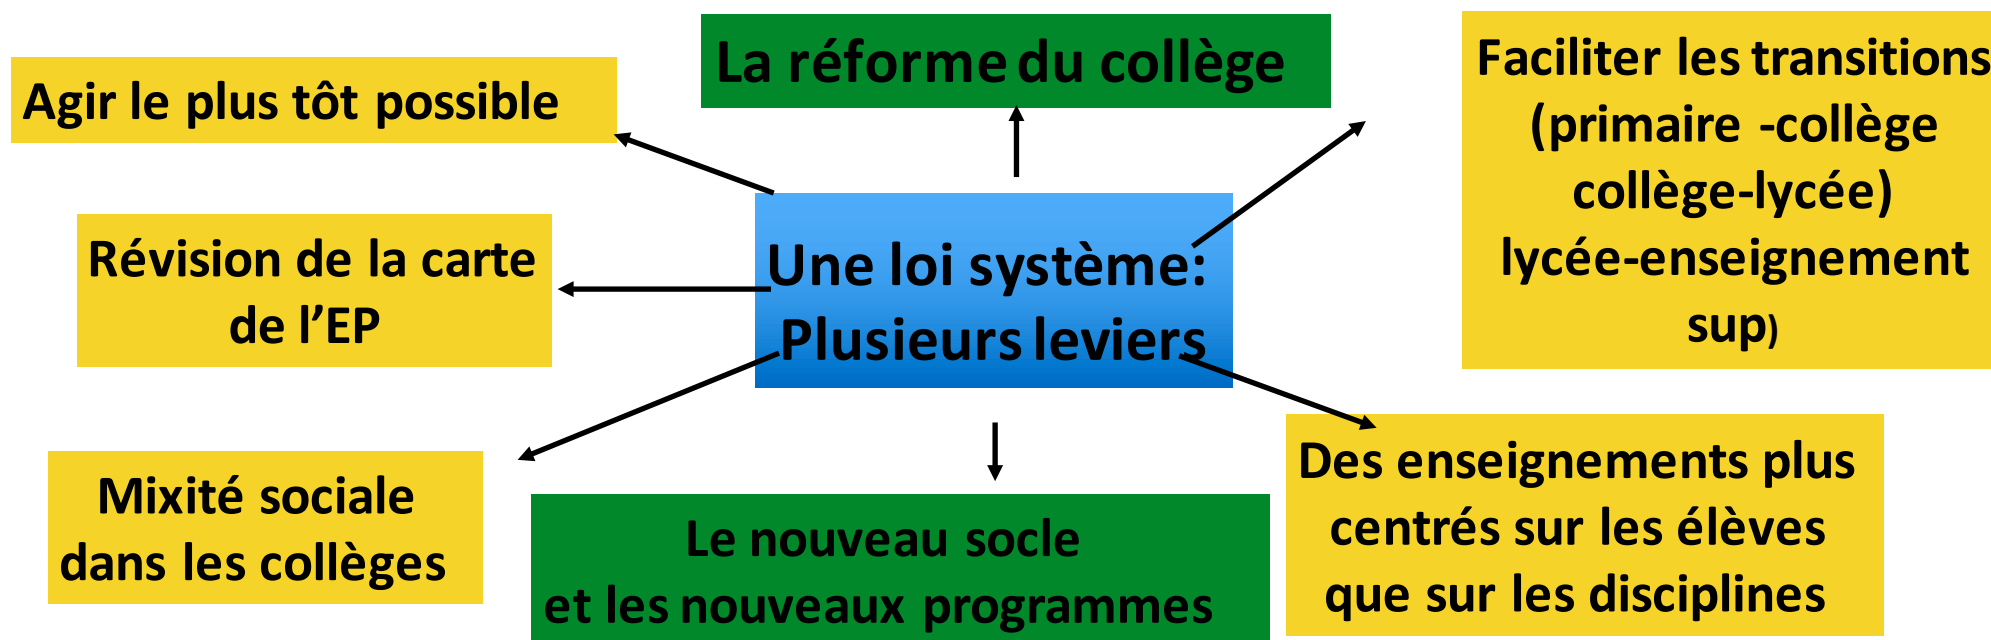 La réforme du collège
Agir le plus tôt possible
Faciliter les transitions
(primaire -collège
collège-lycée)
lycée-enseignement
sup)
Révision de la carte
de l’EP
Une loi système:
Plusieurs leviers
Mixité sociale
dans les collèges
Le nouveau socle
et les nouveaux programmes
Des enseignements plus
centrés sur les élèves
que sur les disciplines